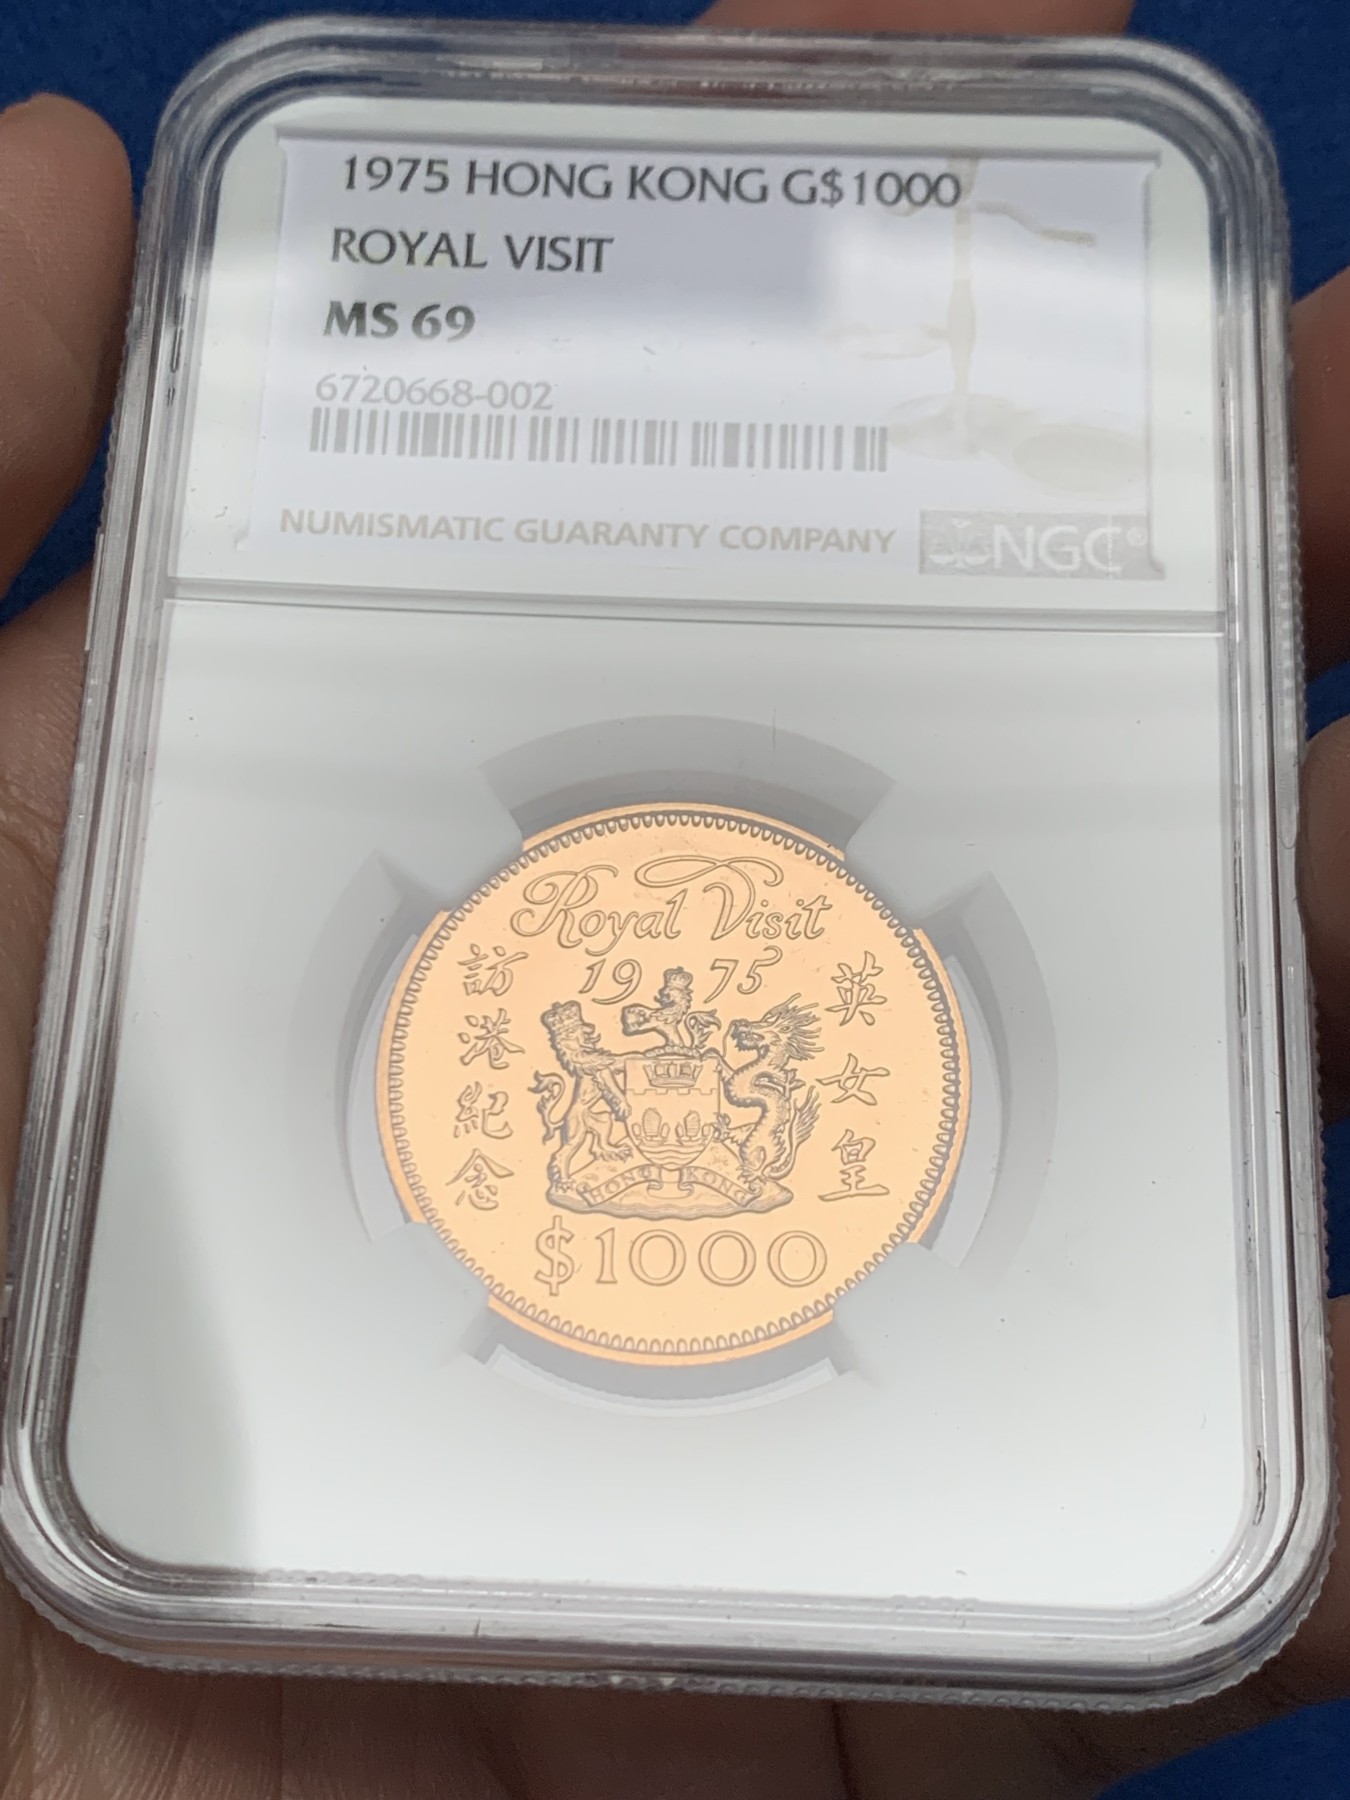 1975 HONG KONG G$1000
ROYAL VISIT
MS 69
6720668-002
NUMISMATIC GUARANTY COMPANY
NGC®
Royal Visit
1975
英女皇
訪港紀念
HONG KONG
$1000